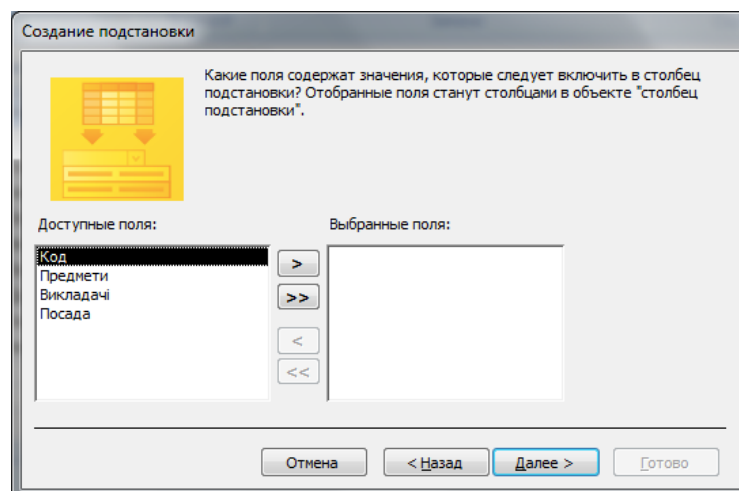 Создание подстановки
Какие поля содержат значения, которые следует включить в столбец
подстановки? Отобранные поля станут столбцами в объекте "столбец
подстановки".
Доступные поля:
Выбранные поля:
Код
Предмети
Викладачі
Посада
>
>>
<
<<
Отмена
< Назад
Далее >
Готово